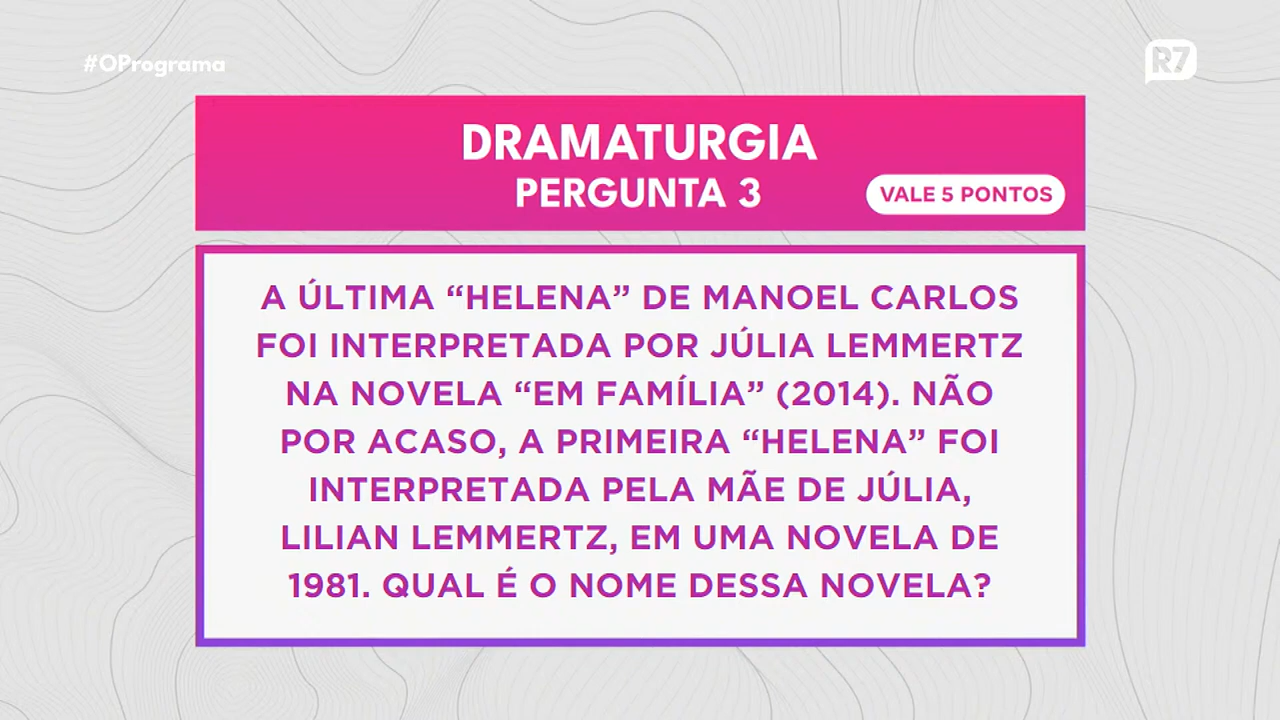 #OPrograma
R7
DRAMATURGIA
PERGUNTA 3
VALE 5 PONTOS
A ÚLTIMA “HELENA” DE MANOEL CARLOS
FOI INTERPRETADA POR JÚLIA LEMMERTZ
NA NOVELA “EM FAMÍLIA” (2014). NÃO
POR ACASO, A PRIMEIRA “HELENA” FOI
INTERPRETADA PELA MÃE DE JÚLIA,
LILIAN LEMMERTZ, EM UMA NOVELA DE
1981. QUAL É O NOME DESSA NOVELA?